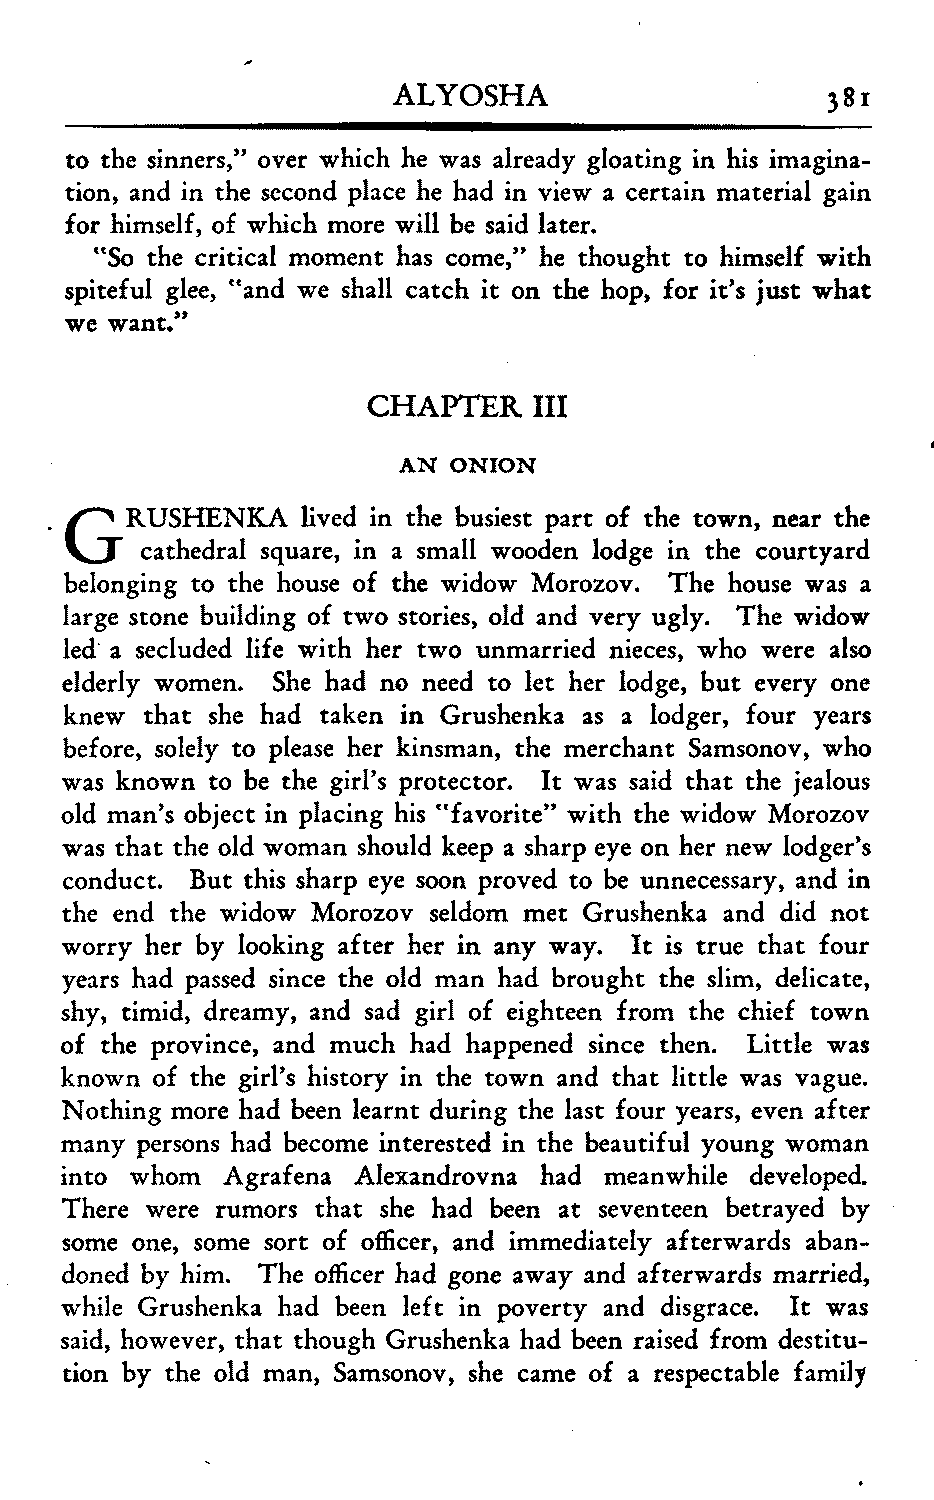 ALYOSHA 381
to the sinners," over which he was already gloating in his imagina-
tion, and in the second place he had in view a certain material gain
for himself, of which more will be said later.
"So the critical moment has come," he thought to himself with
spiteful glee, "and we shall catch it on the hop, for it's just what
we want."
CHAPTER III
AN ONION
GRUSHENKA lived in the busiest part of the town, near the
cathedral square, in a small wooden lodge in the courtyard
belonging to the house of the widow Morozov. The house was a
large stone building of two stories, old and very ugly. The widow
led a secluded life with her two unmarried nieces, who were also
elderly women. She had no need to let her lodge, but every one
knew that she had taken in Grushenka as a lodger, four years
before, solely to please her kinsman, the merchant Samsonov, who
was known to be the girl's protector. It was said that the jealous
old man's object in placing his "favorite" with the widow Morozov
was that the old woman should keep a sharp eye on her new lodger's
conduct. But this sharp eye soon proved to be unnecessary, and in
the end the widow Morozov seldom met Grushenka and did not
worry her by looking after her in any way. It is true that four
years had passed since the old man had brought the slim, delicate,
shy, timid, dreamy, and sad girl of eighteen from the chief town
of the province, and much had happened since then. Little was
known of the girl's history in the town and that little was vague.
Nothing more had been learnt during the last four years, even after
many persons had become interested in the beautiful young woman
into whom Agrafena Alexandrovna had meanwhile developed.
There were rumors that she had been at seventeen betrayed by
some one, some sort of officer, and immediately afterwards aban-
doned by him. The officer had gone away and afterwards married,
while Grushenka had been left in poverty and disgrace. It was
said, however, that though Grushenka had been raised from destitu-
tion by the old man, Samsonov, she came of a respectable family